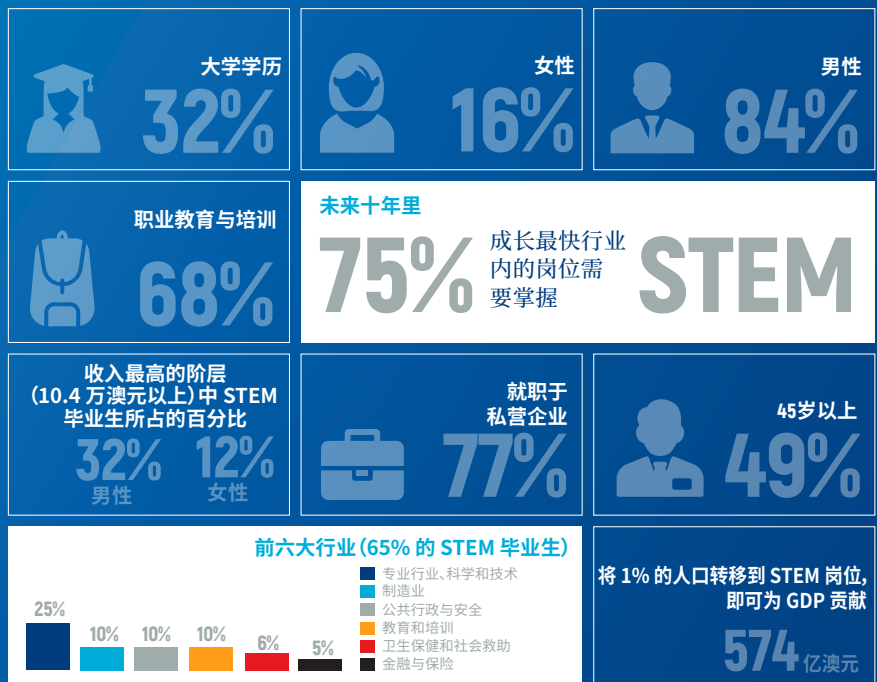 大学学历
32%
女性
16%
男性
84%
职业教育与培训
68%
未来十年里
75%
成长最快行业
内的岗位需
要掌握
STEM
收入最高的阶层
（10.4 万澳元以上）中 STEM
毕业生所占的百分比
32%
男性
12%
女性
就职于
私营企业
77%
45岁以上
49%
前六大行业（65% 的 STEM 毕业生）
25%
10%
10%
10%
6%
5%
专业行业、科学和技术
制造业
公共行政与安全
教育和培训
卫生保健和社会救助
金融与保险
将 1% 的人口转移到 STEM 岗位,
即可为 GDP 贡献
574 亿澳元